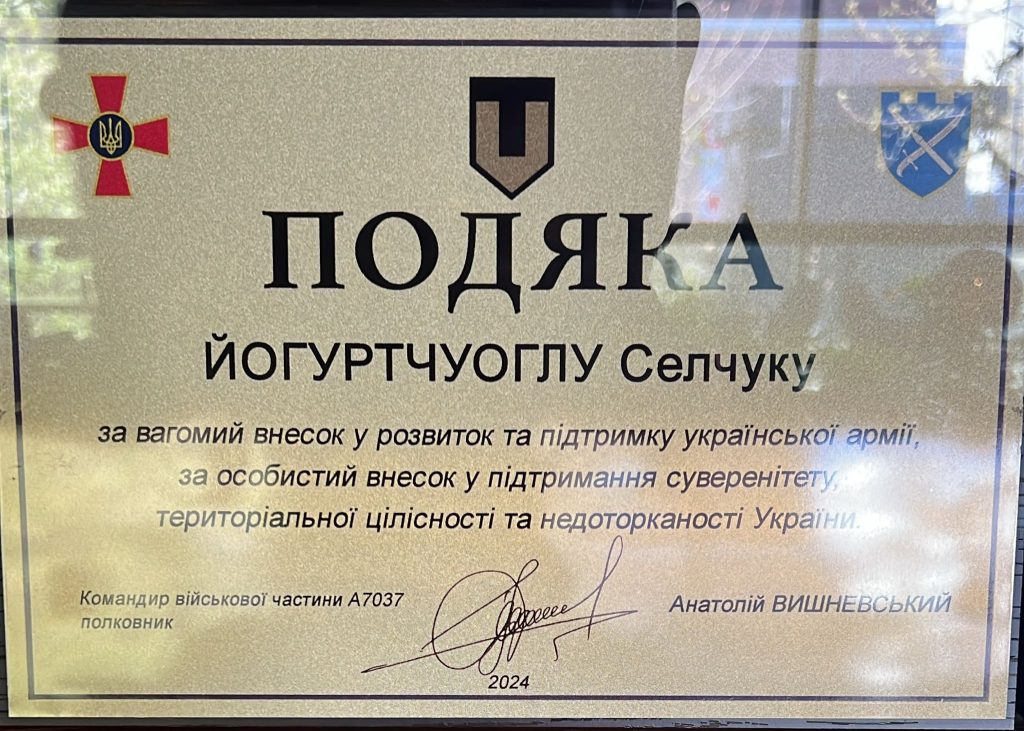 ПОДЯКА
ЙОГУРТЧУОГЛУ Селчуку
за вагомий внесок у розвиток та підтримку української армії,
за особистий внесок у підтримання суверенітету,
територіальної цілісності та недоторканості України.
Командир військової частини А7037
полковник
Анатолій ВИШНЕВСЬКИЙ
2024